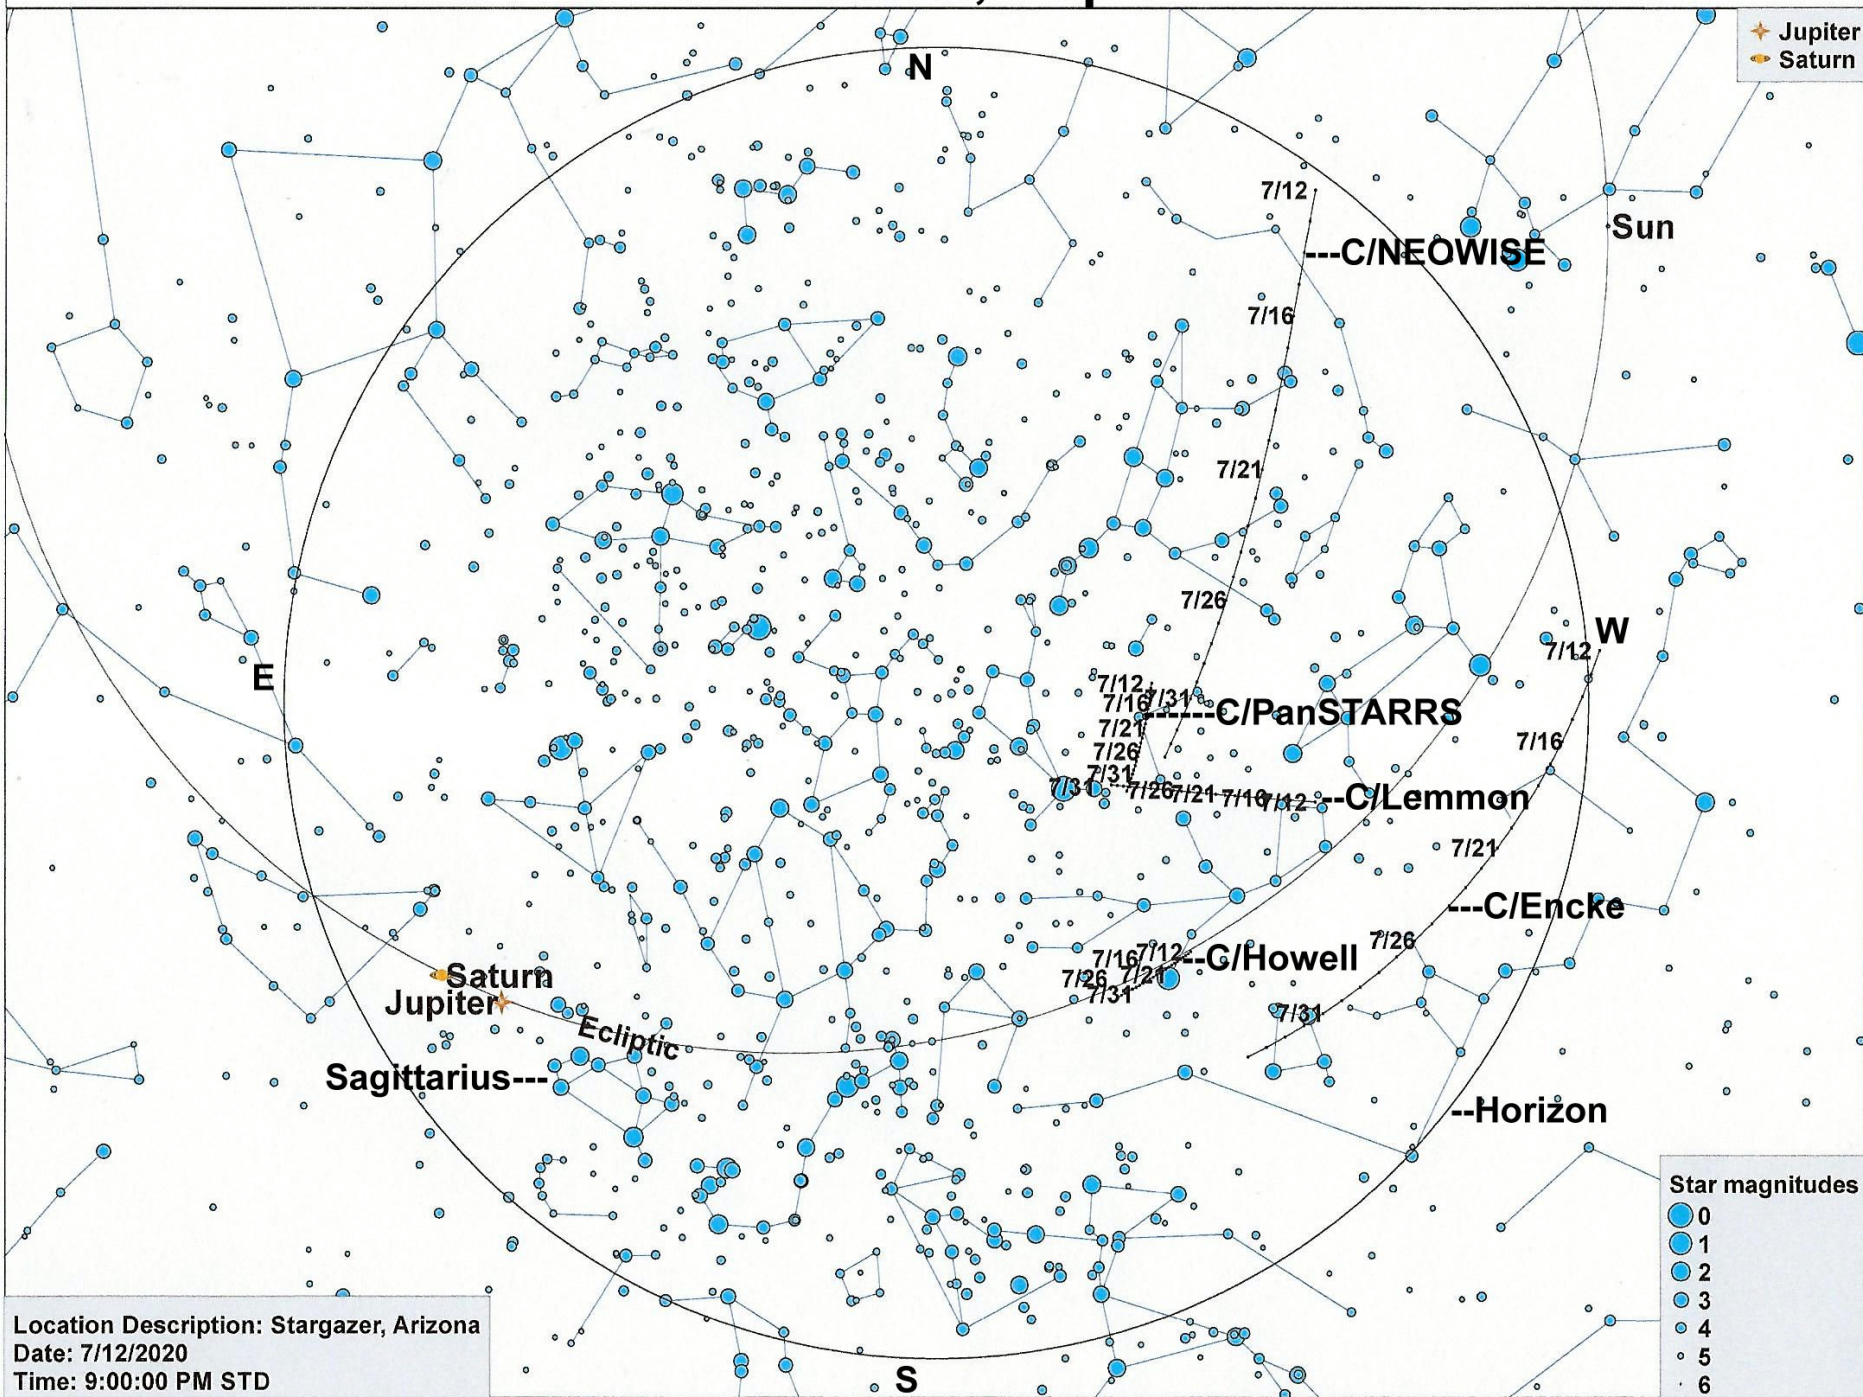 Jupiter
Saturn
N
7/12
Sun
---C/NEOWISE
7/16
7/21
7/26
W
7/12
E
7/12
7/31
7/16
-------C/PanSTARRS
7/21
7/16
7/26
7/31
7/31
7/26
7/21
7/16
7/12
--C/Lemmon
7/21
---C/Encke
7/26
7/12
7/16
--C/Howell
7/21
7/26
7/31
Saturn
Jupiter
7/31
Ecliptic
Sagittarius---
--Horizon
Star magnitudes
0
1
2
3
4
5
6
Location Description: Stargazer, Arizona
Date: 7/12/2020
Time: 9:00:00 PM STD
S